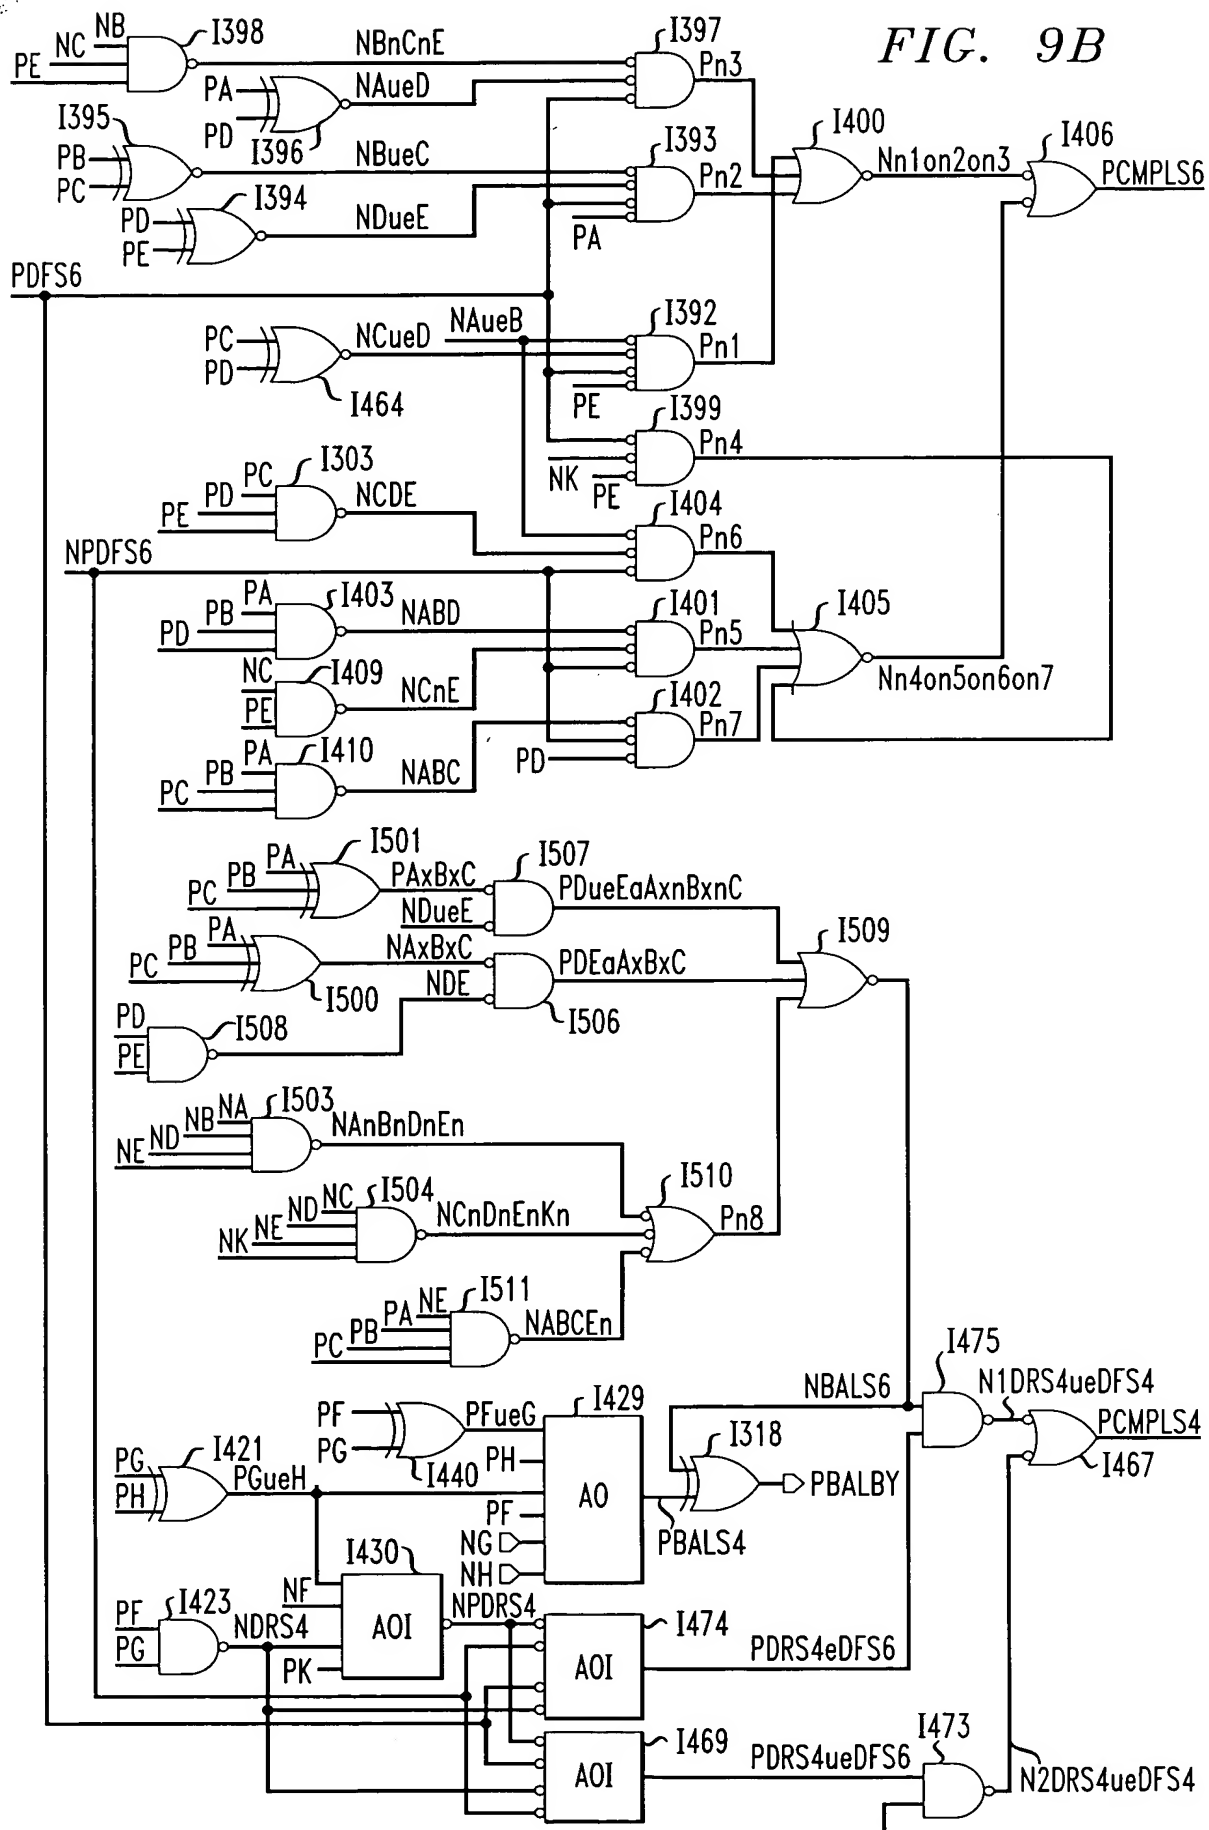 FIG. 9B
NB
NC
PE
I398
NBnCnE
I397
Pn3
PA
PD
I396
NAueD
I395
PB
PC
NBueC
I393
Pn2
PA
PD
PE
I394
NDueE
I400
Nn1on2on3
I406
PCMPLS6
PDFS6
PC
PD
I464
NCueD
NAueB
I392
Pn1
PE
I399
Pn4
NK
PE
PC
PD
PE
I303
NCDE
I404
Pn6
NPDFS6
PA
PB
PD
I403
NABD
I401
Pn5
I405
Nn4on5on6on7
NC
PE
I409
NCnE
I402
Pn7
PD
PA
PB
PC
I410
NABC
PA
PB
PC
I501
PAxBxC
NDueE
I507
PDueEaAxnBxnC
PA
PB
PC
I500
NAxBxC
NDE
I506
PDEaAxBxC
I509
PD
PE
I508
NA
NB
ND
NE
I503
NAnBnDnEn
NC
ND
NE
NK
I504
NCnDnEnKn
I510
Pn8
NE
PA
PB
PC
I511
NABCEn
NBALS6
I475
N1DRS4ueDFS4
PCMPLS4
I467
PF
PG
I440
PFueG
I429
AO
PH
PF
NG
NH
I318
PBALBY
PBALS4
PG
PH
I421
PGueH
I430
AOI
NF
PK
NPDRS4
PF
PG
I423
NDRS4
I474
AOI
PDRS4eDFS6
I469
AOI
PDRS4ueDFS6
I473
N2DRS4ueDFS4